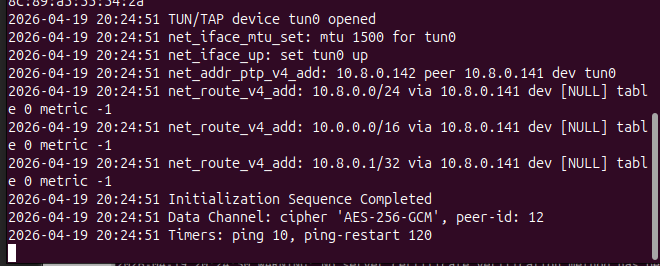 2026-04-19 20:24:51 TUN/TAP device tun0 opened
2026-04-19 20:24:51 net_iface_mtu_set: mtu 1500 for tun0
2026-04-19 20:24:51 net_iface_up: set tun0 up
2026-04-19 20:24:51 net_addr_ptp_v4_add: 10.8.0.142 peer 10.8.0.141 dev tun0
2026-04-19 20:24:51 net_route_v4_add: 10.8.0.0/24 via 10.8.0.141 dev [NULL] tabl
e 0 metric -1
2026-04-19 20:24:51 net_route_v4_add: 10.0.0.0/16 via 10.8.0.141 dev [NULL] tabl
e 0 metric -1
2026-04-19 20:24:51 net_route_v4_add: 10.8.0.1/32 via 10.8.0.141 dev [NULL] tabl
e 0 metric -1
2026-04-19 20:24:51 Initialization Sequence Completed
2026-04-19 20:24:51 Data Channel: cipher 'AES-256-GCM', peer-id: 12
2026-04-19 20:24:51 Timers: ping 10, ping-restart 120